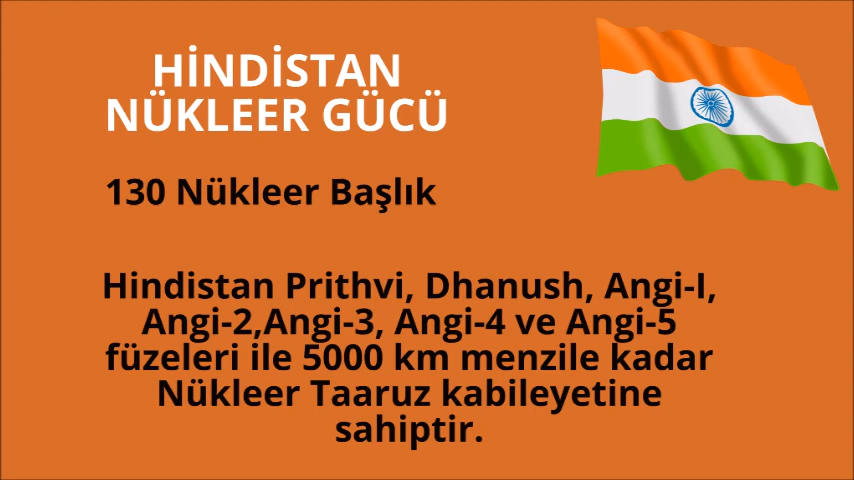 HİNDİSTAN
NÜKLEER GÜCÜ
130 Nükleer Başlık
Hindistan Prithvi, Dhanush, Angi-I,
Angi-2,Angi-3, Angi-4 ve Angi-5
füzeleri ile 5000 km menzile kadar
Nükleer Taaruz kabileyetine
sahiptir.